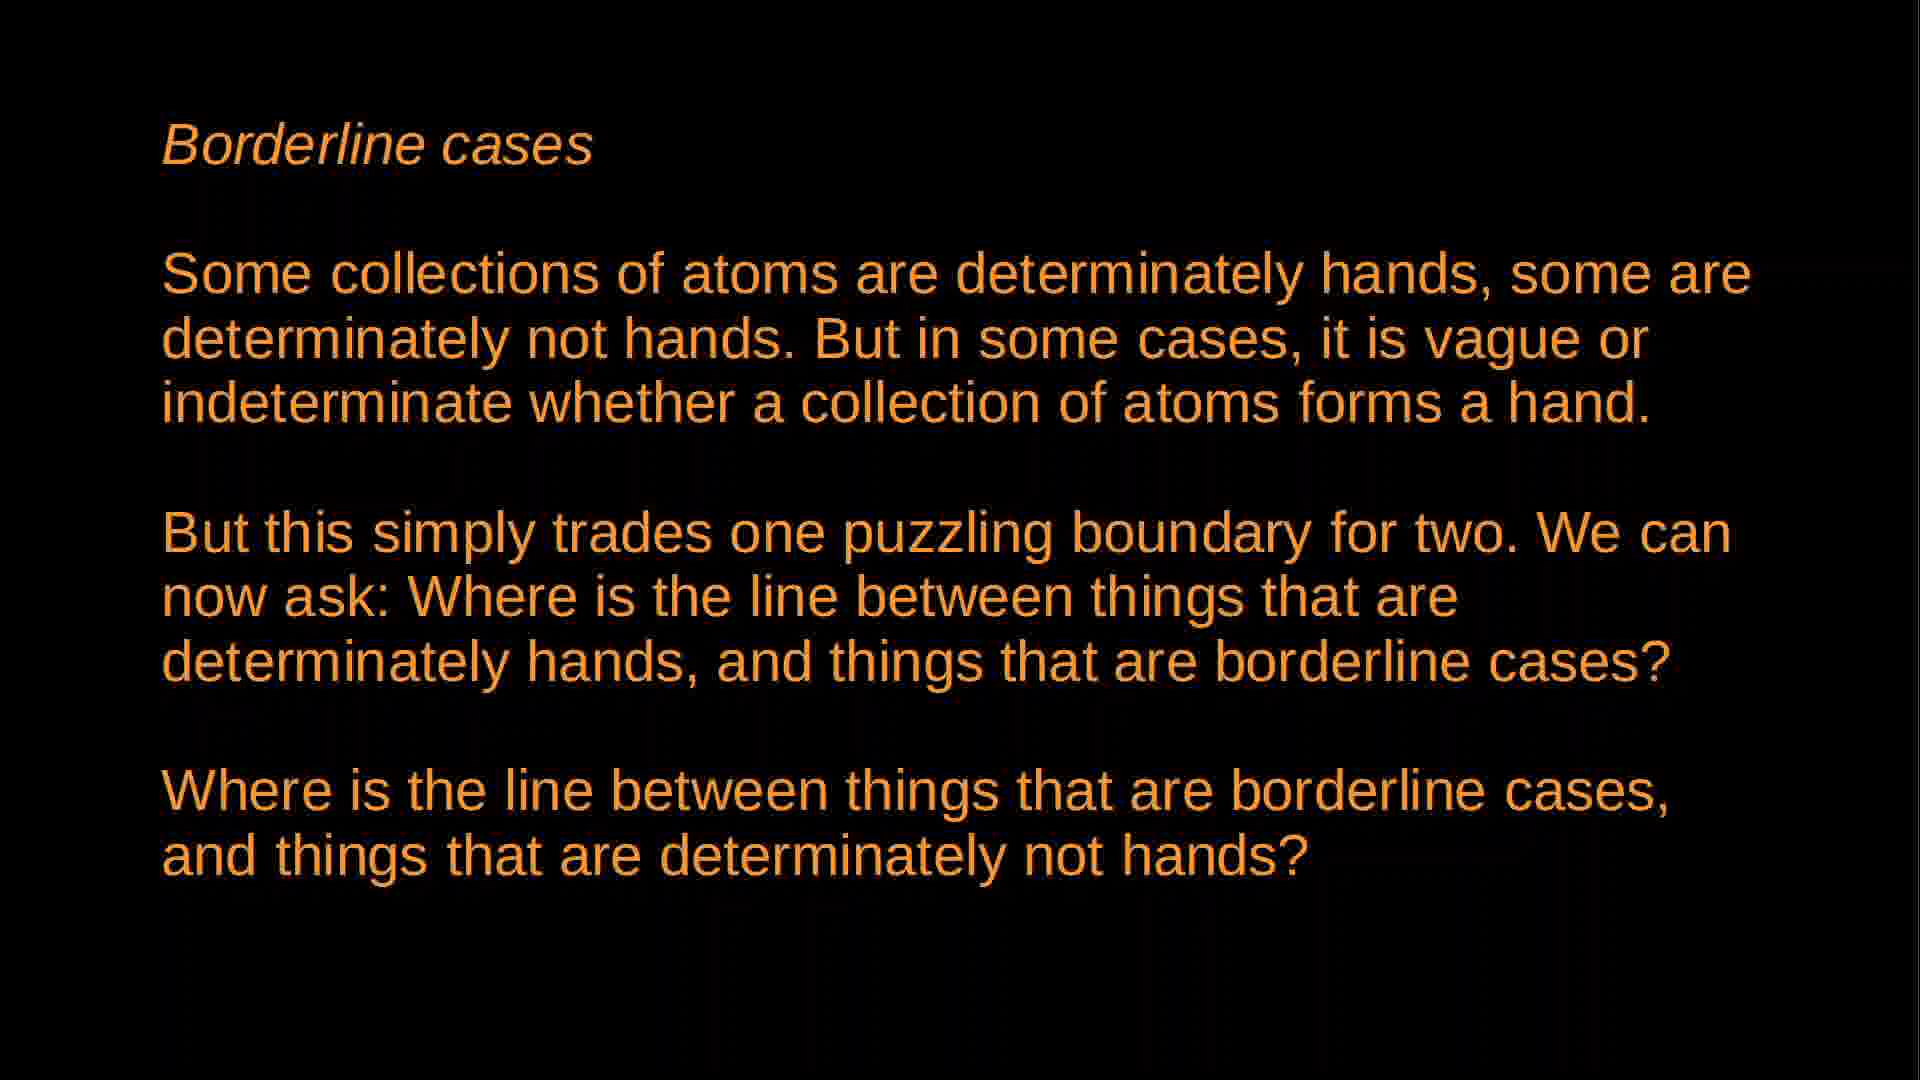 Borderline cases
Some collections of atoms are determinately hands, some are
determinately not hands. But in some cases, it is vague or
indeterminate whether a collection of atoms forms a hand.
But this simply trades one puzzling boundary for two. We can
now ask: Where is the line between things that are
determinately hands, and things that are borderline cases?
Where is the line between things that are borderline cases,
and things that are determinately not hands?